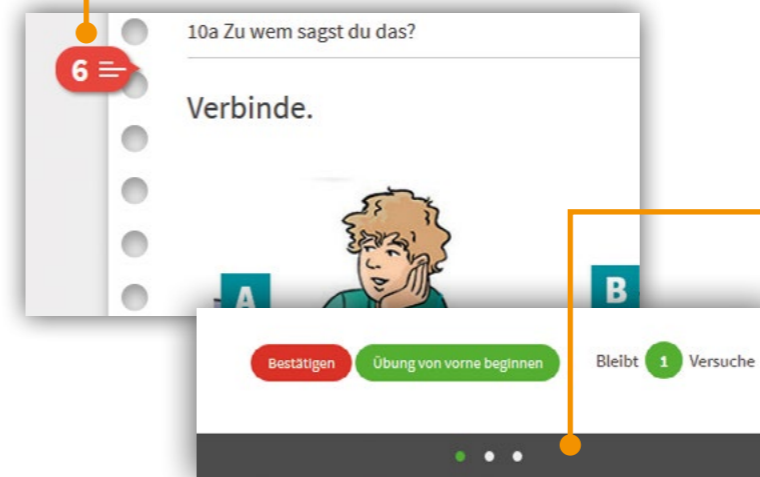 10a Zu wem sagst du das?
6
Verbinde.
A
B
Bestätigen Übung von vorne beginnen Bleibt 1 Versuche